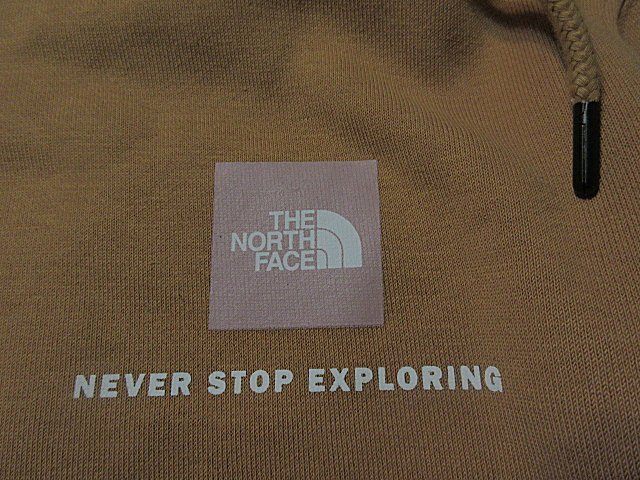 THE
NORTH
FACE
NEVER STOP EXPLORING